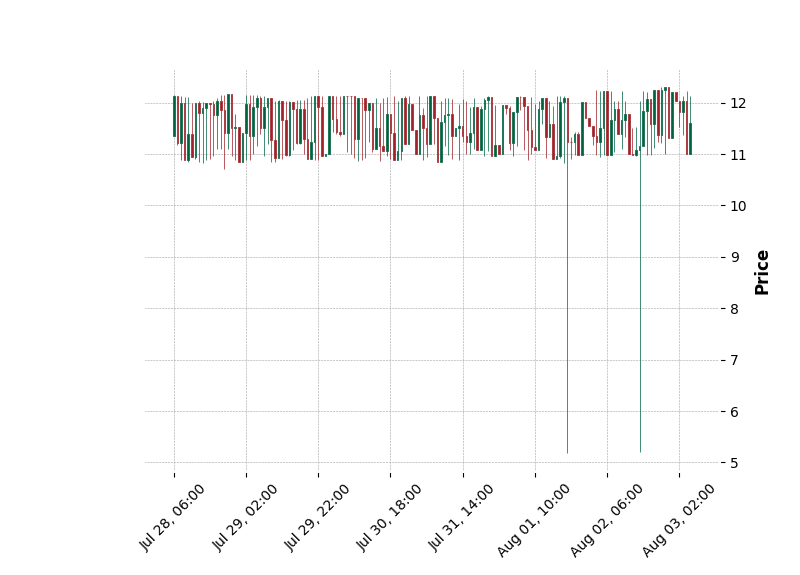 12
11
10
9
8
7
6
5
Price
Jul 28, 06:00
Jul 29, 02:00
Jul 29, 22:00
Jul 30, 18:00
Jul 31, 14:00
Aug 01, 10:00
Aug 02, 06:00
Aug 03, 02:00